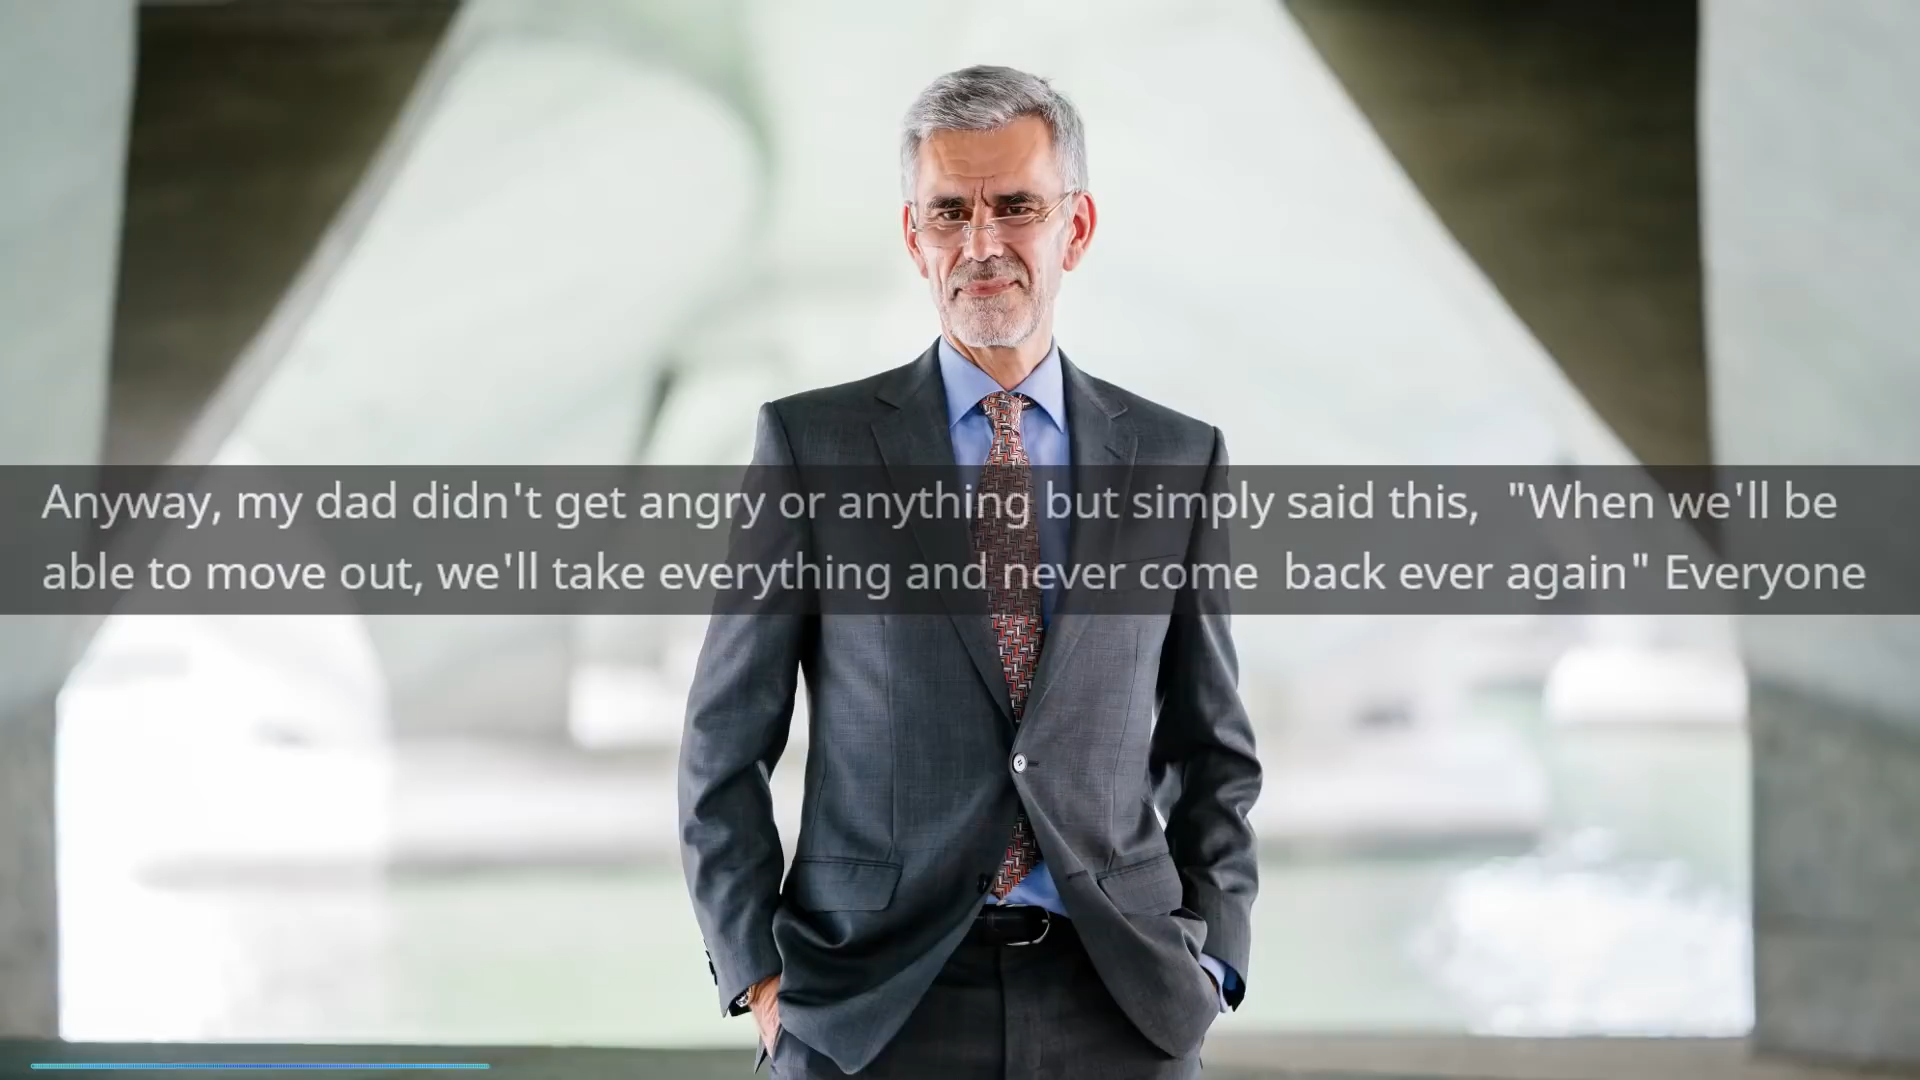 Anyway, my dad didn't get angry or anything but simply said this,  "When we'll be
able to move out, we'll take everything and never come  back ever again" Everyone